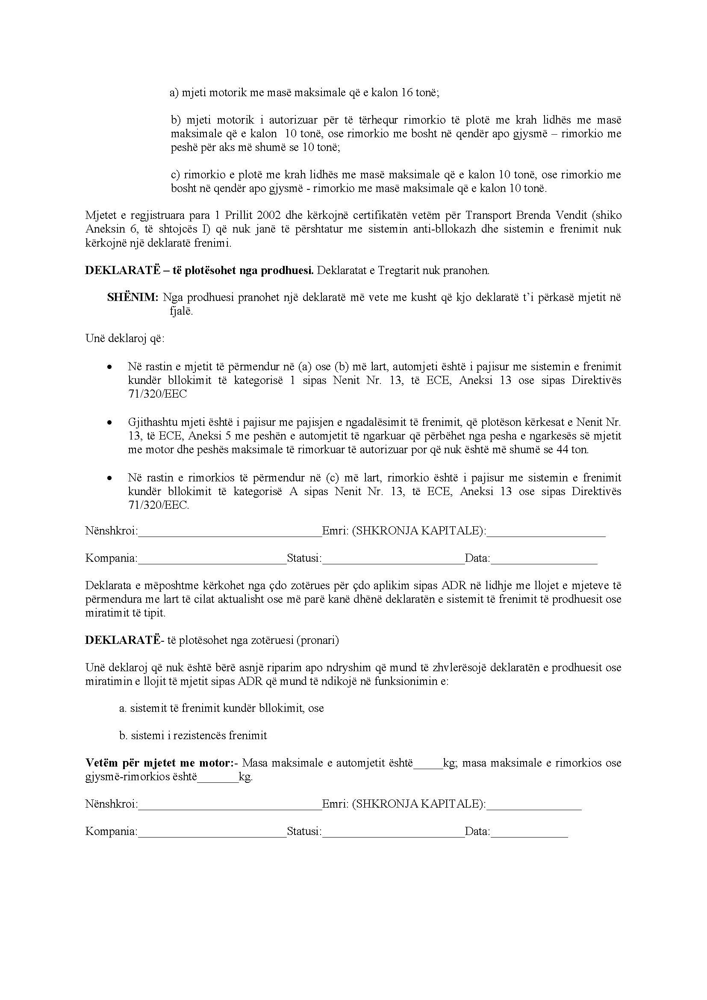 a) mjeti motorik me masë maksimale që e kalon 16 tonë;
b) mjeti motorik i autorizuar për të tërhequr rimorkio të plotë me krah lidhës me masë
maksimale që e kalon 10 tonë, ose rimorkio me bosht në qendër apo gjysmë – rimorkio me
peshë për aks më shumë se 10 tonë;
c) rimorkio e plotë me krah lidhës me masë maksimale që e kalon 10 tonë, ose rimorkio me
bosht në qendër apo gjysmë - rimorkio me masë maksimale që e kalon 10 tonë.
Mjetet e regjistruara para 1 Prillit 2002 dhe kërkojnë certifikatën vetëm për Transport Brenda Vendit (shiko
Aneksin 6, të shtojcës I) që nuk janë të përshtatur me sistemin anti-bllokazh dhe sistemin e frenimit nuk
kërkojnë një deklaratë frenimi.
DEKLARATË – të plotësohet nga prodhuesi. Deklaratat e Tregtarit nuk pranohen.
SHËNIM: Nga prodhuesi pranohet një deklaratë më vete me kusht që kjo deklaratë t’i përkasë mjetit në
fjalë.
Unë deklaroj që:
• Në rastin e mjetit të përmendur në (a) ose (b) më lart, automjeti është i pajisur me sistemin e frenimit
kundër bllokimit të kategorisë 1 sipas Nenit Nr. 13, të ECE, Aneksi 13 ose sipas Direktivës
71/320/EEC
• Gjithashtu mjeti është i pajisur me pajisjen e ngadalësimit të frenimit, që plotëson kërkesat e Nenit Nr.
13, të ECE, Aneksi 5 me peshën e automjetit të ngarkuar që përbëhet nga pesha e ngarkesës së mjetit
me motor dhe peshës maksimale të rimorkuar të autorizuar por që nuk është më shumë se 44 ton.
• Në rastin e rimorkios të përmendur në (c) më lart, rimorkio është i pajisur me sistemin e frenimit
kundër bllokimit të kategorisë A sipas Nenit Nr. 13, të ECE, Aneksi 13 ose sipas Direktivës
71/320/EEC.
Nënshkroi:_______________________________Emri: (SHKRONJA KAPITALE):____________________
Kompania:_________________________Statusi:________________________Data:__________________
Deklarata e mëposhtme kërkohet nga çdo zotërues për çdo aplikim sipas ADR në lidhje me llojet e mjeteve të
përmendura me lart të cilat aktualisht ose më parë kanë dhënë deklaratën e sistemit të frenimit të prodhuesit ose
miratimit të tipit.
DEKLARATË- të plotësohet nga zotëruesi (pronari)
Unë deklaroj që nuk është bërë asnjë riparim apo ndryshim që mund të zhvlerësojë deklaratën e prodhuesit ose
miratimin e llojit të mjetit sipas ADR që mund të ndikojë në funksionimin e:
a. sistemit të frenimit kundër bllokimit, ose
b. sistemi i rezistencës frenimit
Vetëm për mjetet me motor:- Masa maksimale e automjetit është_____kg; masa maksimale e rimorkios ose
gjysmë-rimorkios është_______kg.
Nënshkroi:_______________________________Emri: (SHKRONJA KAPITALE):________________
Kompania:_________________________Statusi:________________________Data:_____________